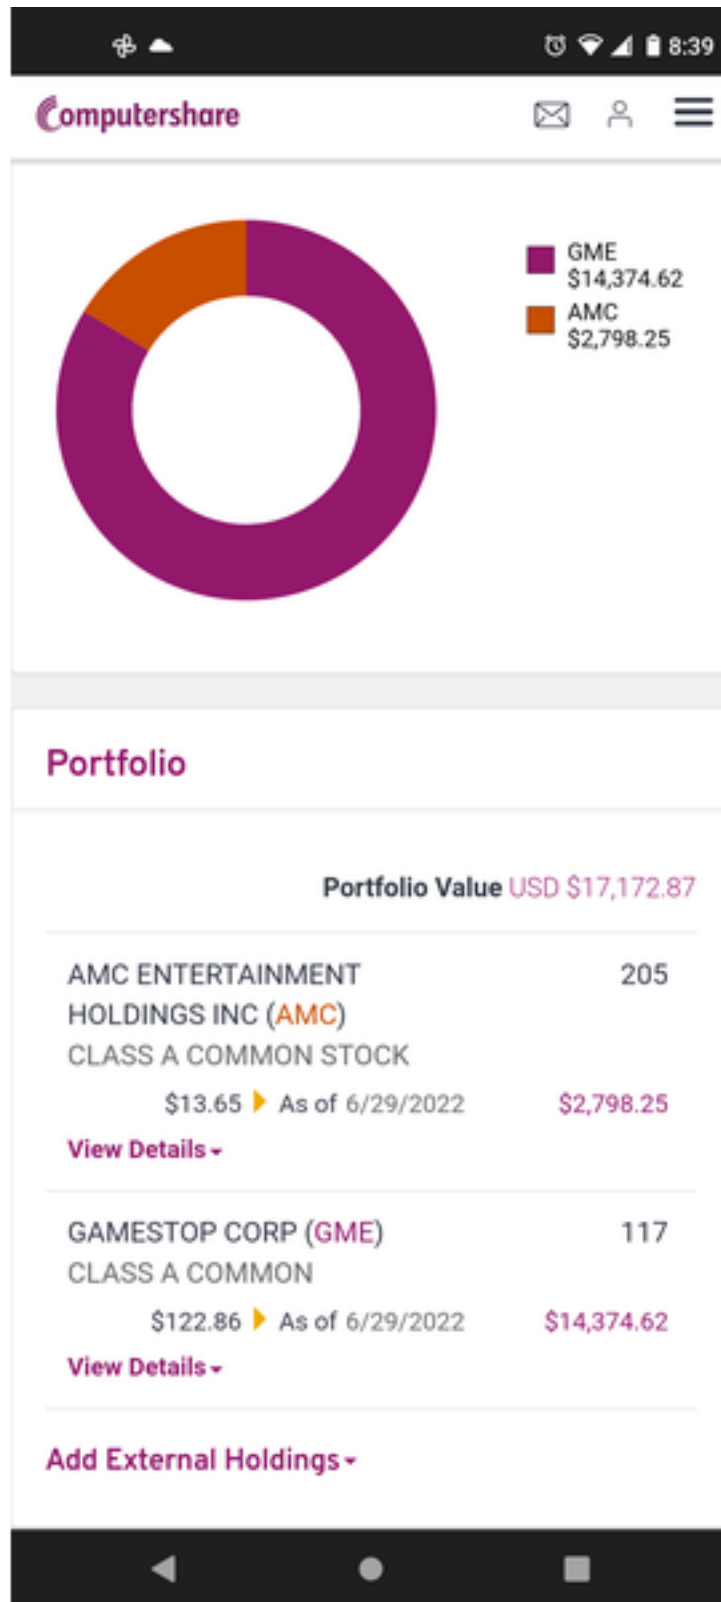 8:39
Computershare
GME
$14,374.62
AMC
$2,798.25
Portfolio
Portfolio Value USD $17,172.87
AMC ENTERTAINMENT 205
HOLDINGS INC (AMC)
CLASS A COMMON STOCK
$13.65 As of 6/29/2022 $2,798.25
View Details
GAMESTOP CORP (GME) 117
CLASS A COMMON
$122.86 As of 6/29/2022 $14,374.62
View Details
Add External Holdings